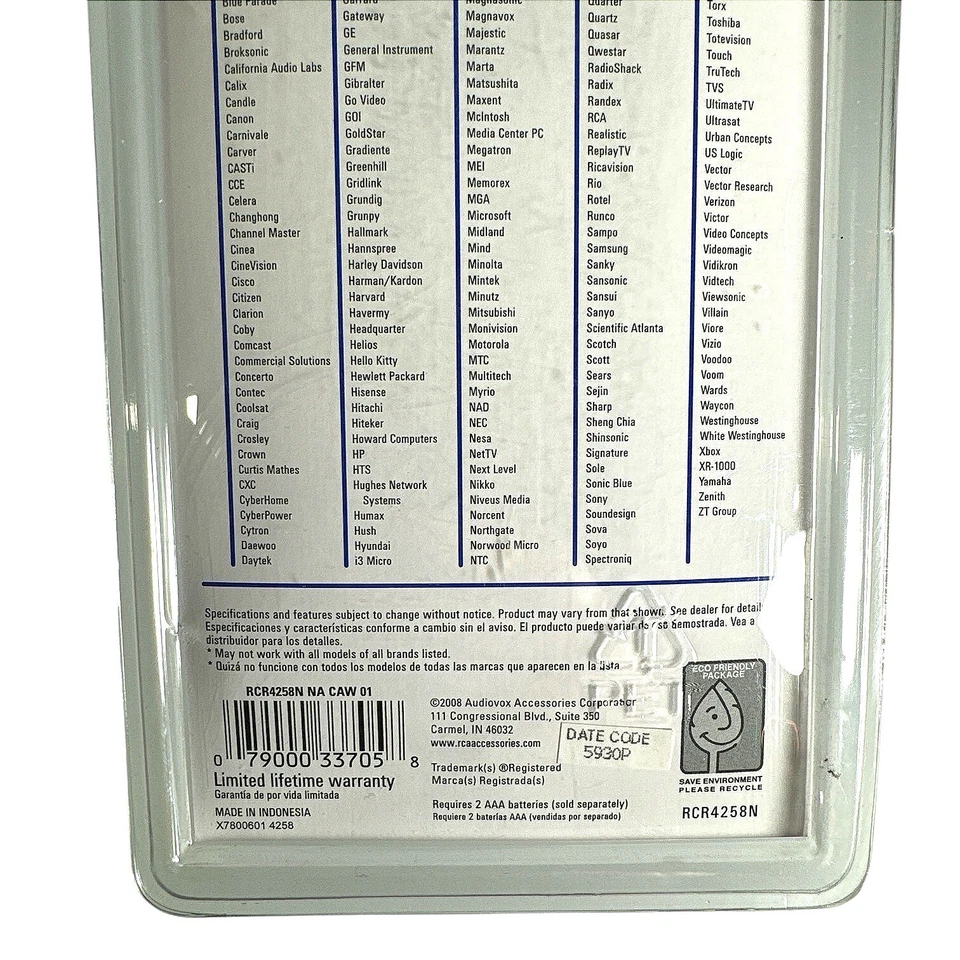 Blue Parade
Bose
Bradford
Broksonic
California Audio Labs
Calix
Candle
Canon
Carnivale
Carver
CASTi
CCE
Celera
Changhong
Channel Master
Cinea
CineVision
Cisco
Citizen
Clarion
Coby
Comcast
Commercial Solutions
Concerto
Contec
Coolsat
Craig
Crosley
Crown
Curtis Mathes
CXC
CyberHome
CyberPower
Cytron
Daewoo
Daytek
Garrard
Gateway
GE
General Instrument
GFM
Gibralter
Go Video
GOI
GoldStar
Gradiente
Greenhill
Gridlink
Grundig
Grunpy
Hallmark
Hannspree
Harley Davidson
Harman/Kardon
Harvard
Havermy
Headquarter
Helios
Hello Kitty
Hewlett Packard
Hisense
Hitachi
Hiteker
Howard Computers
HP
HTS
Hughes Network
Systems
Humax
Hush
Hyundai
i3 Micro
Magnasonic
Magnavox
Majestic
Marantz
Marta
Matsushita
Maxent
McIntosh
Media Center PC
Megatron
MEI
Memorex
MGA
Microsoft
Midland
Mind
Minolta
Mintek
Minutz
Mitsubishi
Monivision
Motorola
MTC
Multitech
Myrio
NAD
NEC
Nesa
NetTV
Next Level
Nikko
Niveus Media
Norcent
Northgate
Norwood Micro
NTC
Quarter
Quartz
Quasar
Qwestar
RadioShack
Radix
Randex
RCA
Realistic
ReplayTV
Ricavision
Rio
Rotel
Runco
Sampo
Samsung
Sanky
Sansonic
Sansui
Sanyo
Scientific Atlanta
Scotch
Scott
Sears
Sejin
Sharp
Sheng Chia
Shinsonic
Signature
Sole
Sonic Blue
Sony
Soundesign
Sova
Soyo
Spectroniq
Torx
Toshiba
Totevision
Touch
TruTech
TVS
UltimateTV
Ultrasat
Urban Concepts
US Logic
Vector
Vector Research
Verizon
Victor
Video Concepts
Videomagic
Vidikron
Vidtech
Viewsonic
Villain
Viore
Vizio
Voodoo
Voom
Wards
Waycon
Westinghouse
White Westinghouse
Xbox
XR-1000
Yamaha
Zenith
ZT Group
Specifications and features subject to change without notice. Product may vary from that shown. See dealer for detail
Especificaciones y características conforme a cambio sin el aviso. El producto puede variar de ese demostrada. Vea a
distribuidor para los detalles.
* May not work with all models of all brands listed.
* Quizá no funcione con todos los modelos de todas las marcas que aparecen en la lista
PET
RCR4258N NA CAW 01
0 79000 33705 8
Limited lifetime warranty
Garantía de por vida limitada
MADE IN INDONESIA
X7800601 4258
©2008 Audiovox Accessories Corporation
111 Congressional Blvd., Suite 350
Carmel, IN 46032
www.rcaaccessories.com
Trademark(s) ®Registered
Marca(s) Registrada(s)
Requires 2 AAA batteries (sold separately)
Requiere 2 baterías AAA (vendidas por separado)
DATE CODE
5930P
ECO FRIENDLY
PACKAGE
SAVE ENVIRONMENT
PLEASE RECYCLE
RCR4258N